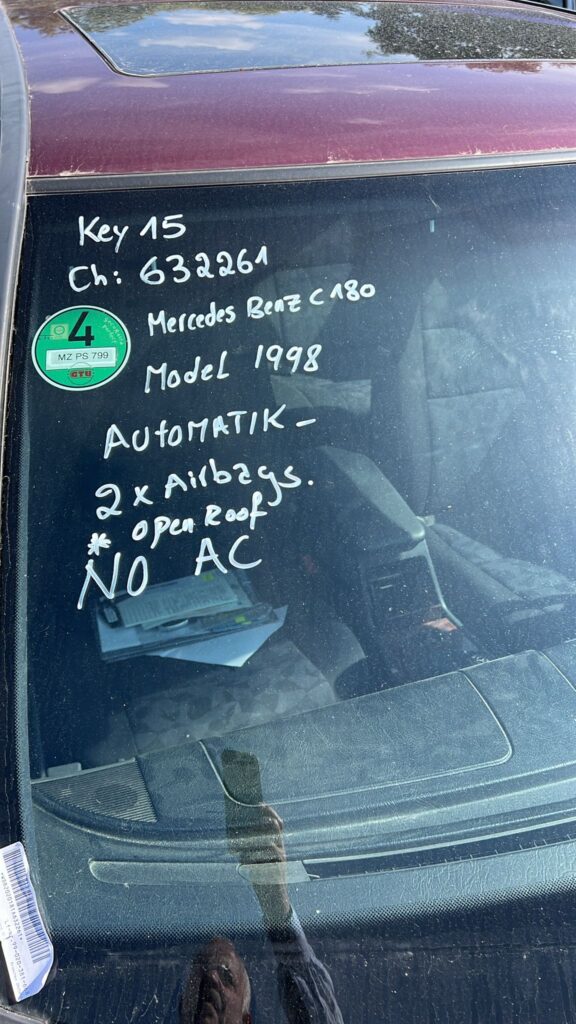 Key 15
Ch: 632261
Mercedes Benz C180
4
MZ PS 799
GTÜ
Model 1998
AUTOMATIK -
2 x Airbags.
* Open Roof
NO AC